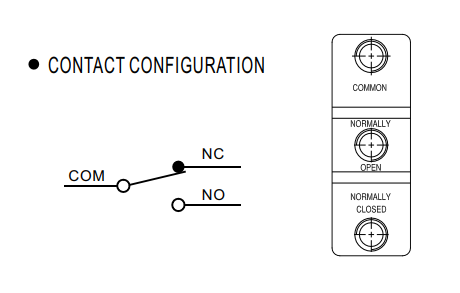 CONTACT CONFIGURATION
COM
NC
NO
COMMON
NORMALLY
OPEN
NORMALLY
CLOSED